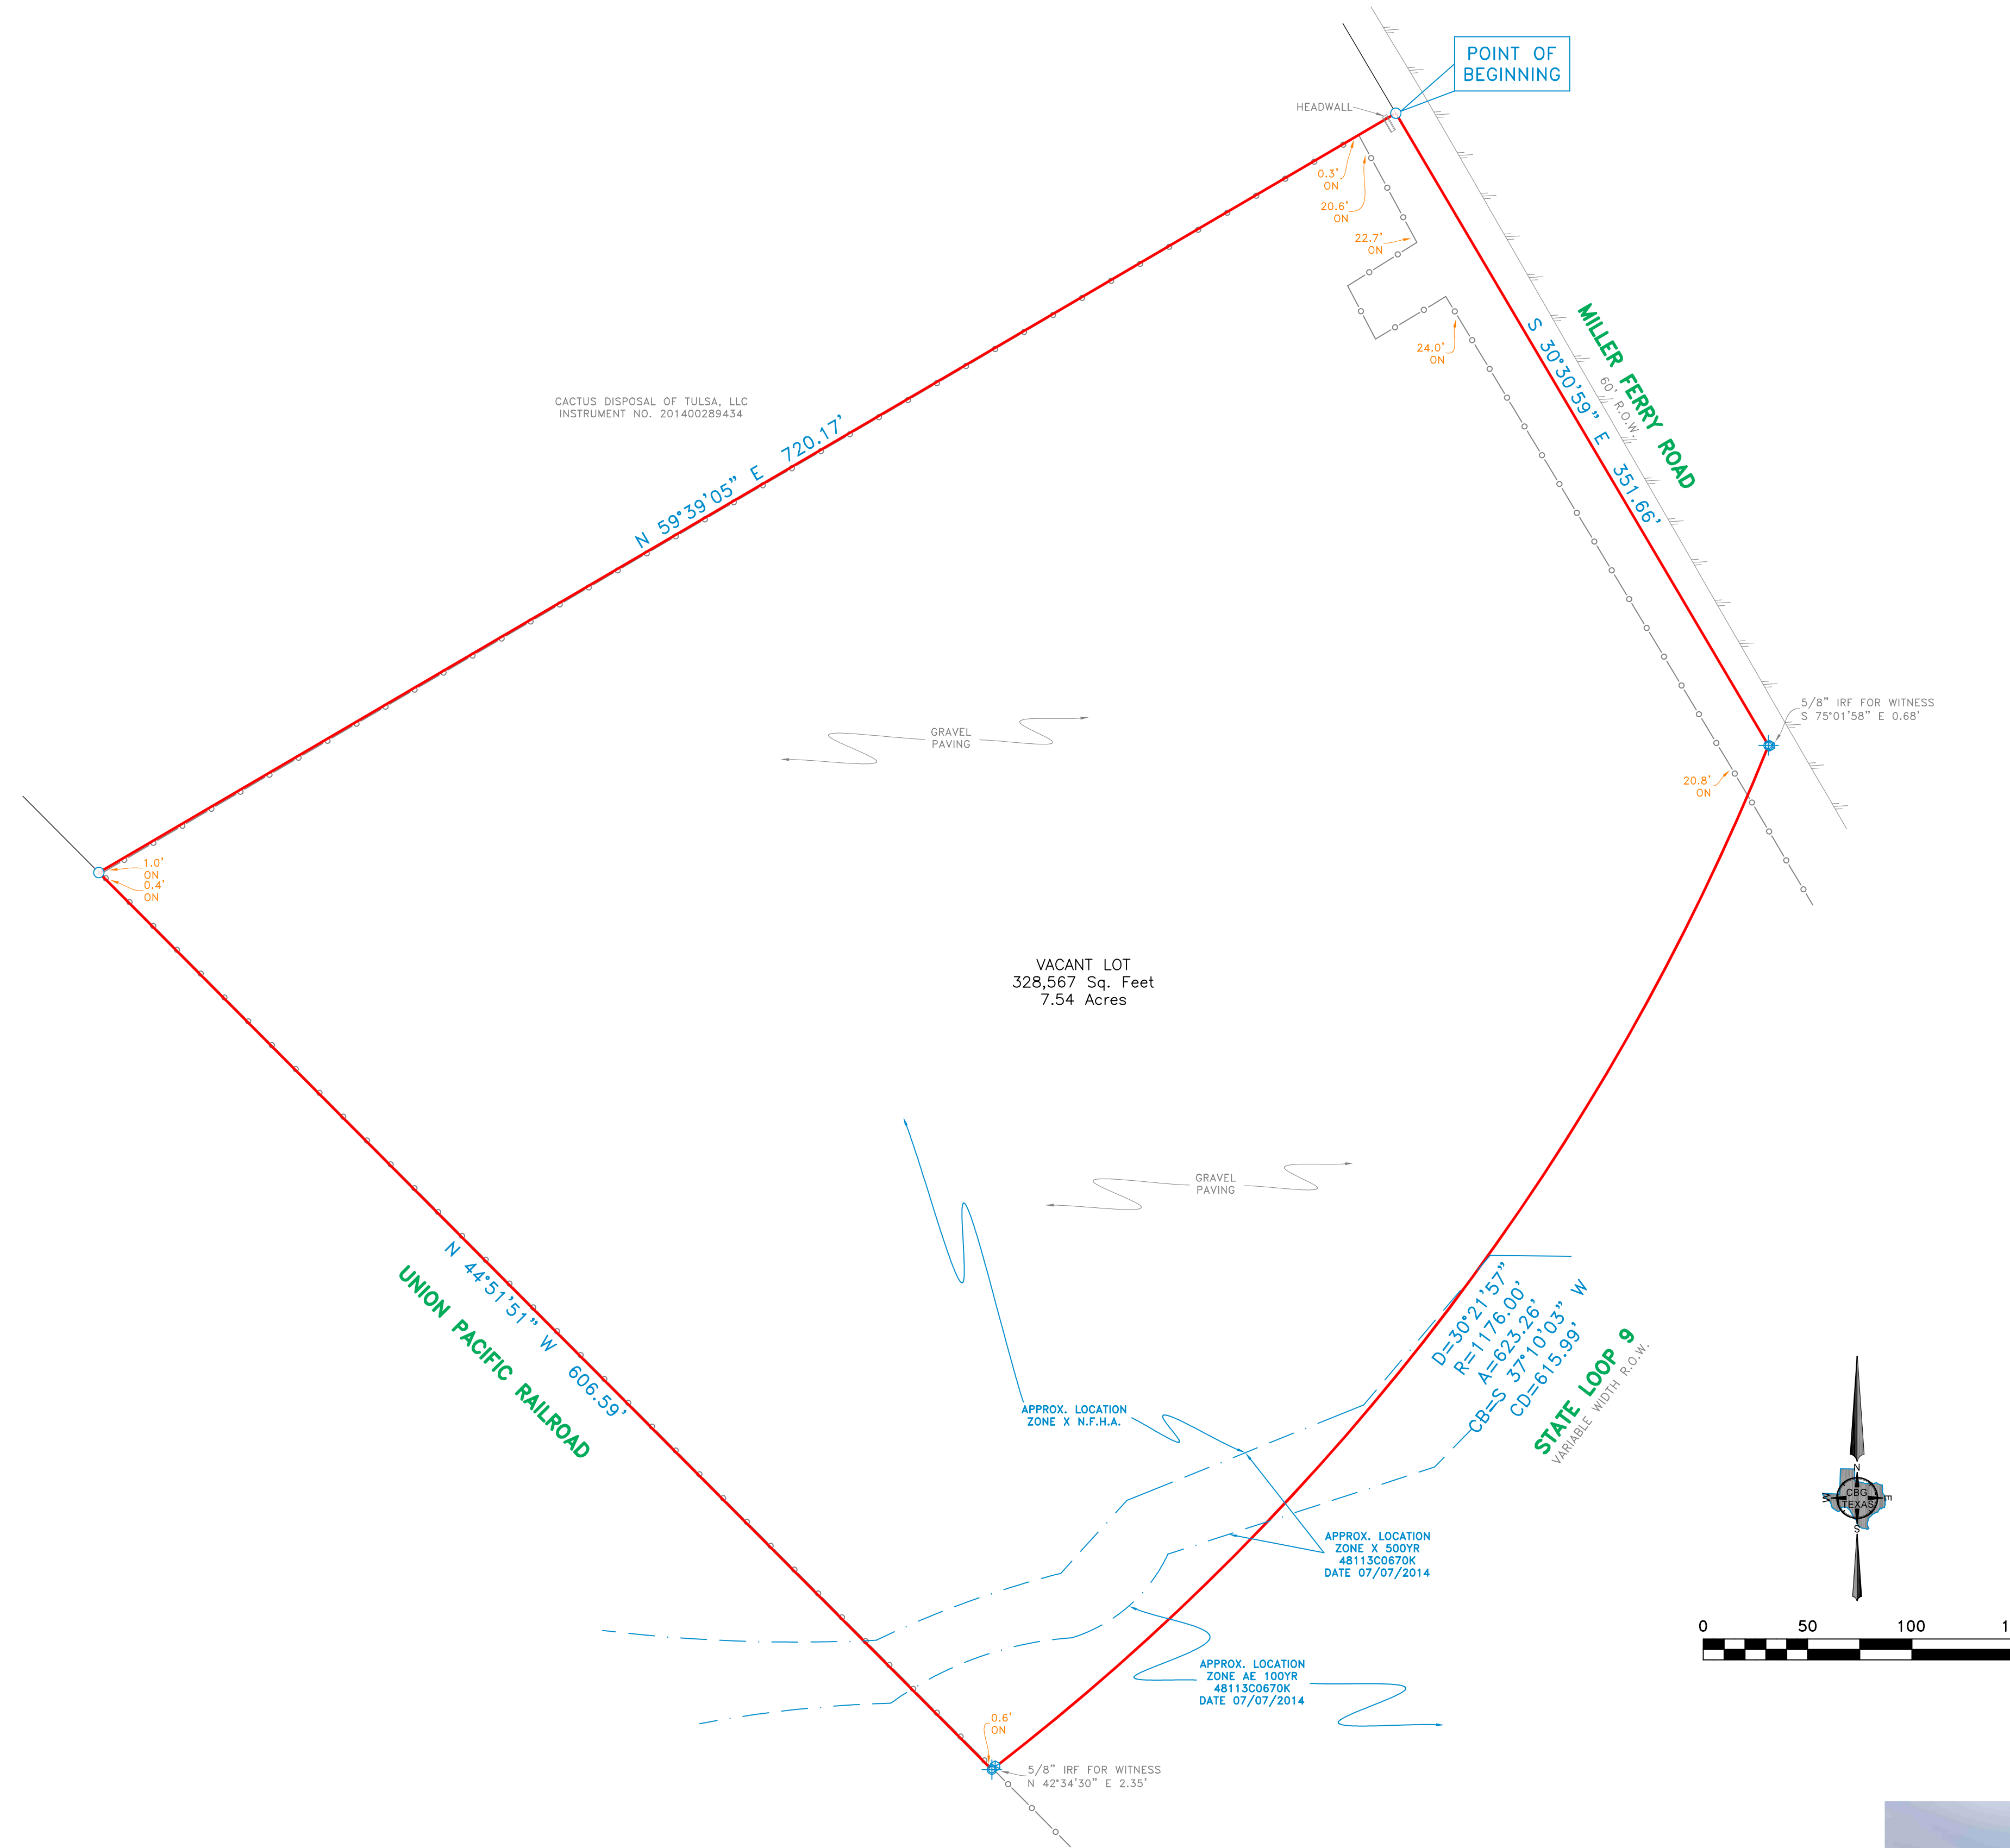 POINT OF
BEGINNING
HEADWALL
0.3'
ON
20.6'
ON
22.7'
ON
24.0'
ON
MILLER FERRY ROAD
60' R.O.W.
S 30°30'59" E 351.66'
CACTUS DISPOSAL OF TULSA, LLC
INSTRUMENT NO. 201400289434
N 59°39'05" E 720.17'
5/8" IRF FOR WITNESS
S 75°01'58" E 0.68'
GRAVEL
PAVING
20.8'
ON
1.0'
ON
0.4'
ON
VACANT LOT
328,567 Sq. Feet
7.54 Acres
GRAVEL
PAVING
N 44°51'51" W 606.59'
UNION PACIFIC RAILROAD
D=30°21'57"
R=1176.00'
A=623.26'
CB=S 37°10'03" W
CD=615.99'
STATE LOOP 9
VARIABLE WIDTH R.O.W.
APPROX. LOCATION
ZONE X N.F.H.A.
N
W
CBG
E
TEXAS
S
APPROX. LOCATION
ZONE X 500YR
48113C0670K
DATE 07/07/2014
0 50 100
APPROX. LOCATION
ZONE AE 100YR
48113C0670K
DATE 07/07/2014
0.6'
ON
5/8" IRF FOR WITNESS
N 42°34'30" E 2.35'